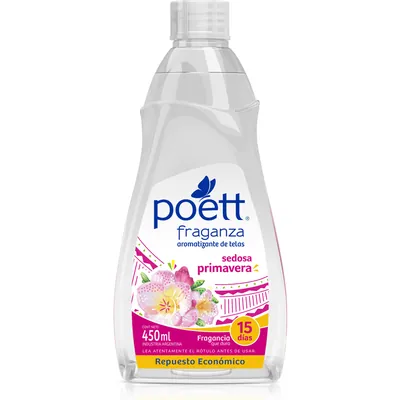 poett
fraganza
aromatizante de telas
sedosa
primavera
CONT. NETO
450ml
INDUSTRIA ARGENTINA
Fragancia
que dura
15
días
LEA ATENTAMENTE EL RÓTULO ANTES DE USAR.
Repuesto Económico